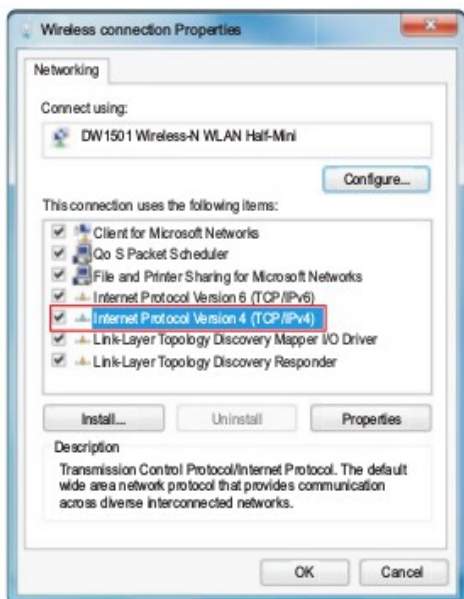 Wireless connection Properties
Networking
Connect using:
DW1501 Wireless-N WLAN Half-Mini
Configure...
This connection uses the following items:
Client for Microsoft Networks
Qo S Packet Scheduler
File and Printer Sharing for Microsoft Networks
Internet Protocol Version 6 (TCP/IPv6)
Internet Protocol Version 4 (TCP/IPv4)
Link-Layer Topology Discovery Mapper I/O Driver
Link-Layer Topology Discovery Responder
Install... Uninstall Properties
Description
Transmission Control Protocol/Internet Protocol. The default
wide area network protocol that provides communication
across diverse interconnected networks.
OK Cancel